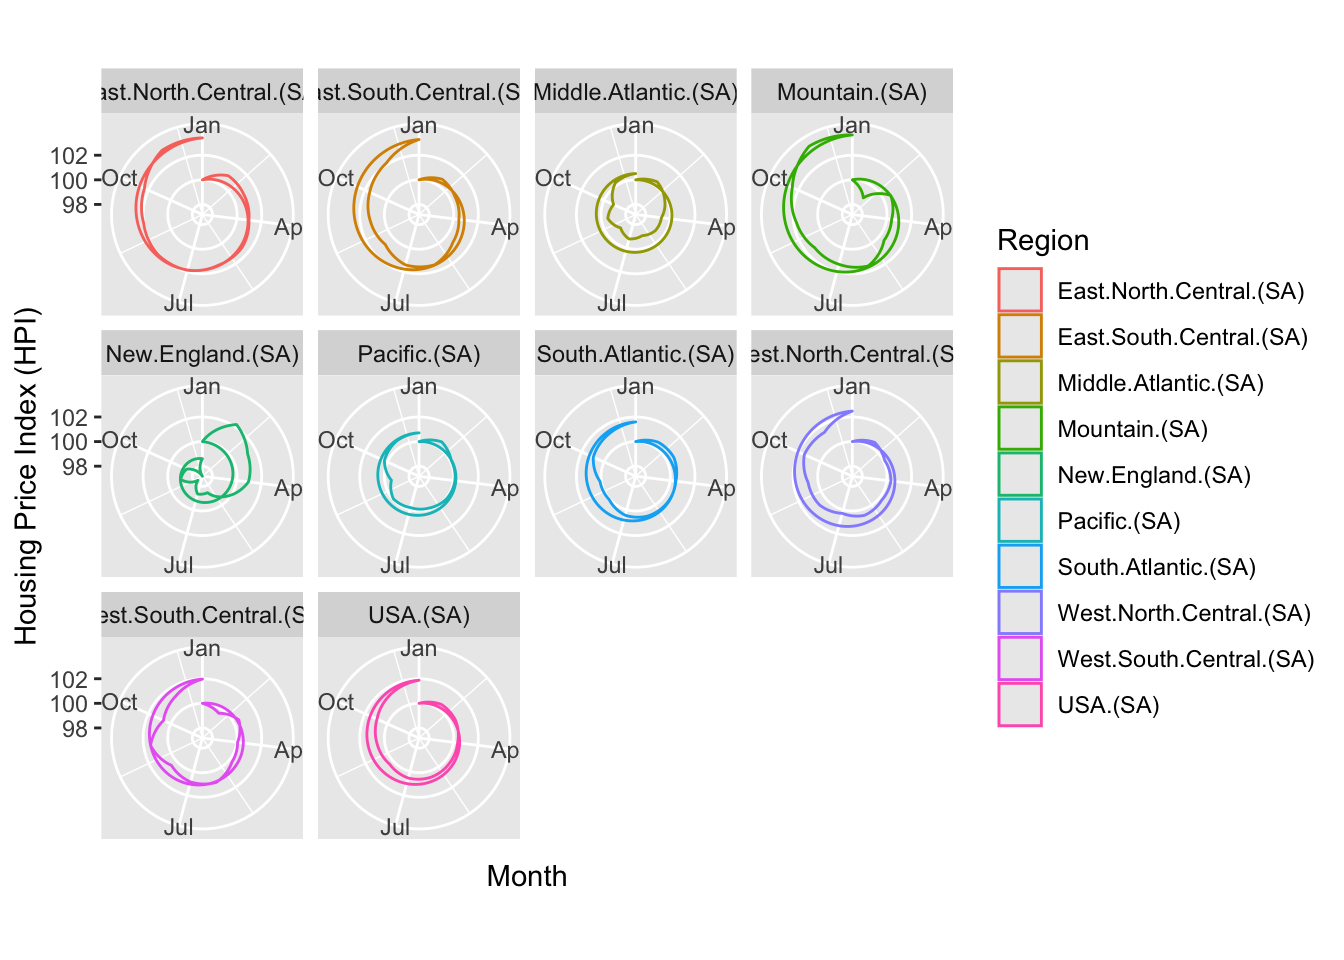 ast.North.Central.(SA
ast.South.Central.(S
Middle.Atlantic.(SA)
Mountain.(SA)
Jan
Jan
Jan
Jan
102
100
98
Oct
Oct
Oct
Oct
Ap
Ap
Ap
Ap
Jul
Jul
Jul
Jul
New.England.(SA)
Pacific.(SA)
South.Atlantic.(SA)
est.North.Central.(S
Jan
Jan
Jan
Jan
102
100
98
Oct
Oct
Oct
Oct
Ap
Ap
Ap
Ap
Jul
Jul
Jul
Jul
est.South.Central.(S
USA.(SA)
Jan
Jan
102
100
98
Oct
Oct
Ap
Ap
Jul
Jul
Housing Price Index (HPI)
Month
Region
East.North.Central.(SA)
East.South.Central.(SA)
Middle.Atlantic.(SA)
Mountain.(SA)
New.England.(SA)
Pacific.(SA)
South.Atlantic.(SA)
West.North.Central.(SA)
West.South.Central.(SA)
USA.(SA)